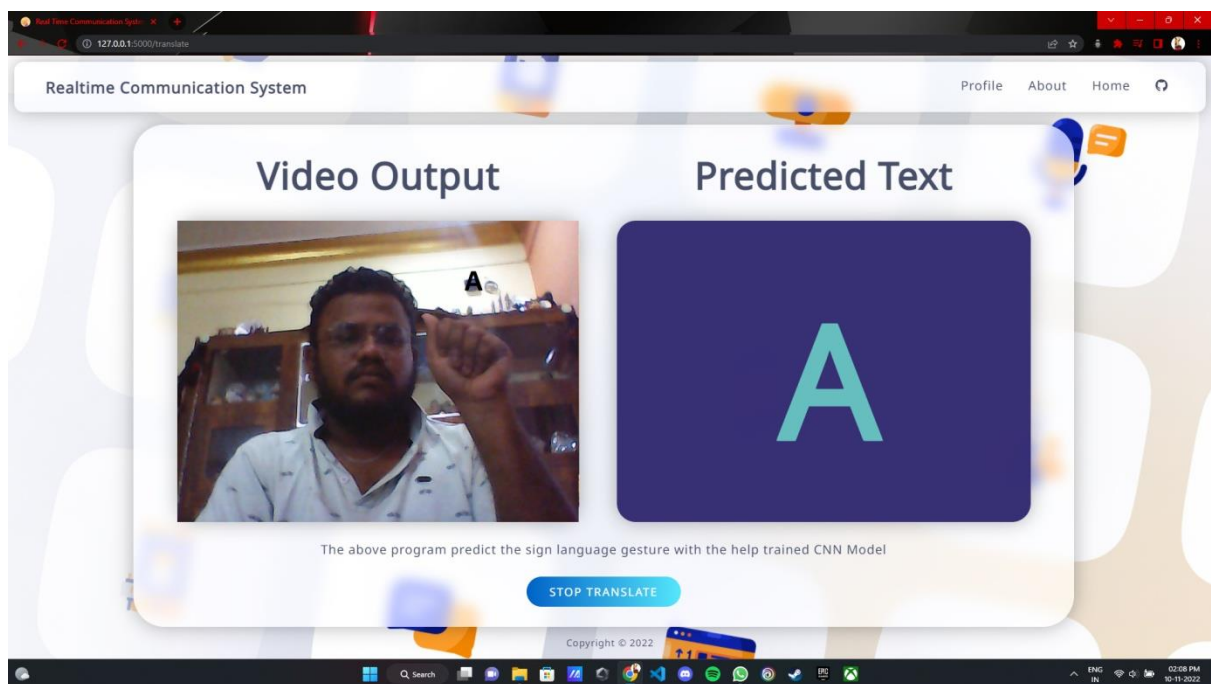 Real Time Communication Syste
127.0.0.1:5000/translate
Realtime Communication System
Profile About Home
Video Output
Predicted Text
A
A
The above program predict the sign language gesture with the help trained CNN Model
STOP TRANSLATE
Copyright © 2022
Search
EPIC
ENG
IN
02:08 PM
10-11-2022